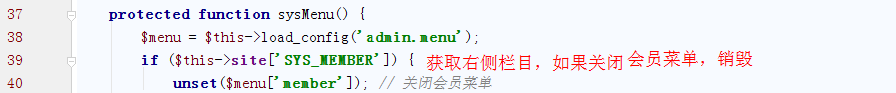 37 protected function sysMenu() {
38 $menu = $this->load_config('admin.menu');
39 if ($this->site['SYS_MEMBER']) { 获取右侧栏目，如果关闭会员菜单，销毁
40 unset($menu['member']); // 关闭会员菜单